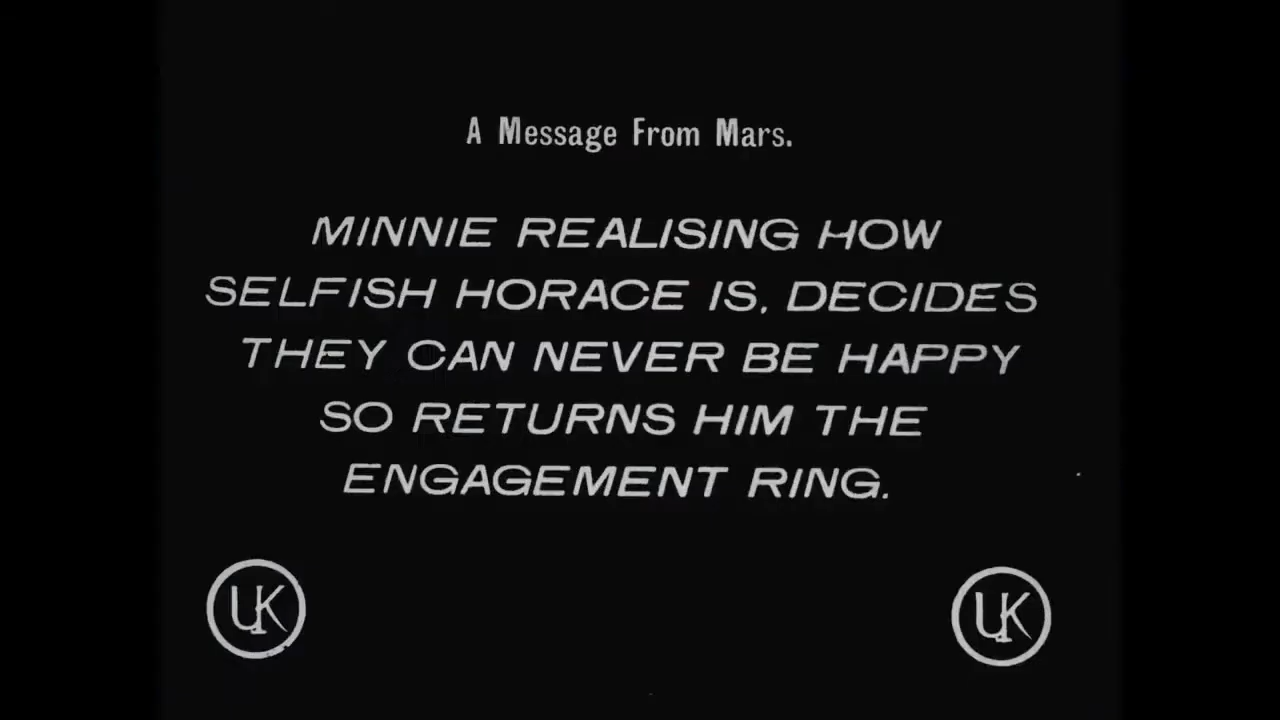 A Message From Mars.
MINNIE REALISING HOW
SELFISH HORACE IS, DECIDES
THEY CAN NEVER BE HAPPY
SO RETURNS HIM THE
ENGAGEMENT RING.
UK UK